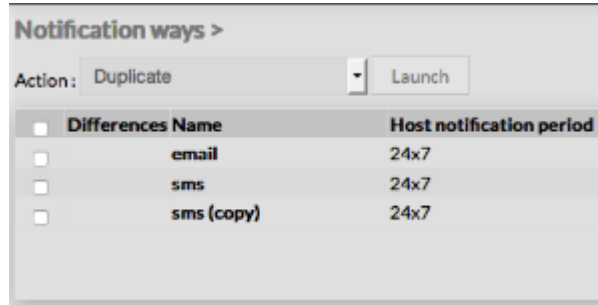 Notification ways >
Action: Duplicate Launch
Differences Name Host notification period
email 24x7
sms 24x7
sms (copy) 24x7